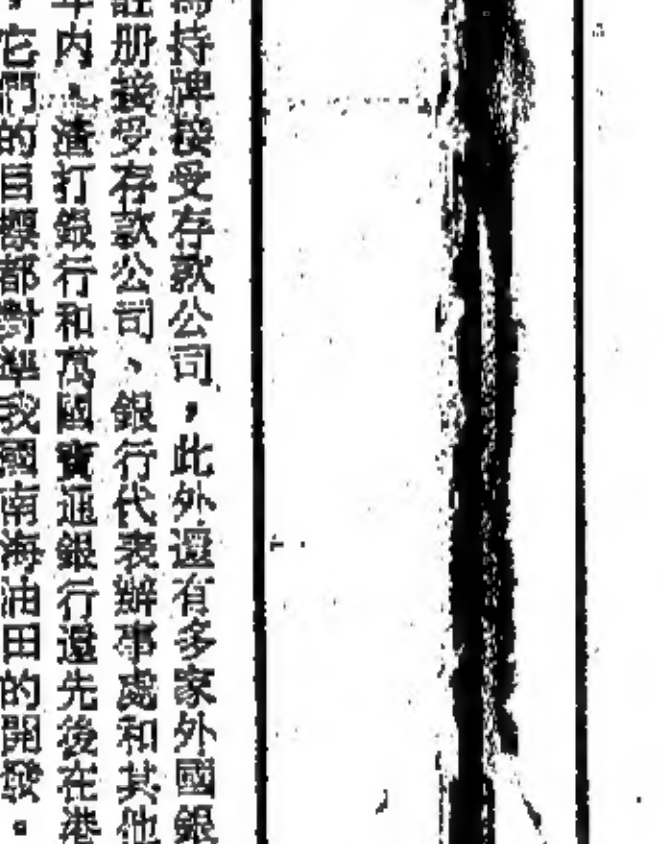 持牌接受存款公司，此外還有多家外國銀
註册接受存款公司、銀行代表辦事處和其他
年内，渣打銀行和萬國寶通銀行還先後在港
它們的目標都對準我國南海油田的開發。